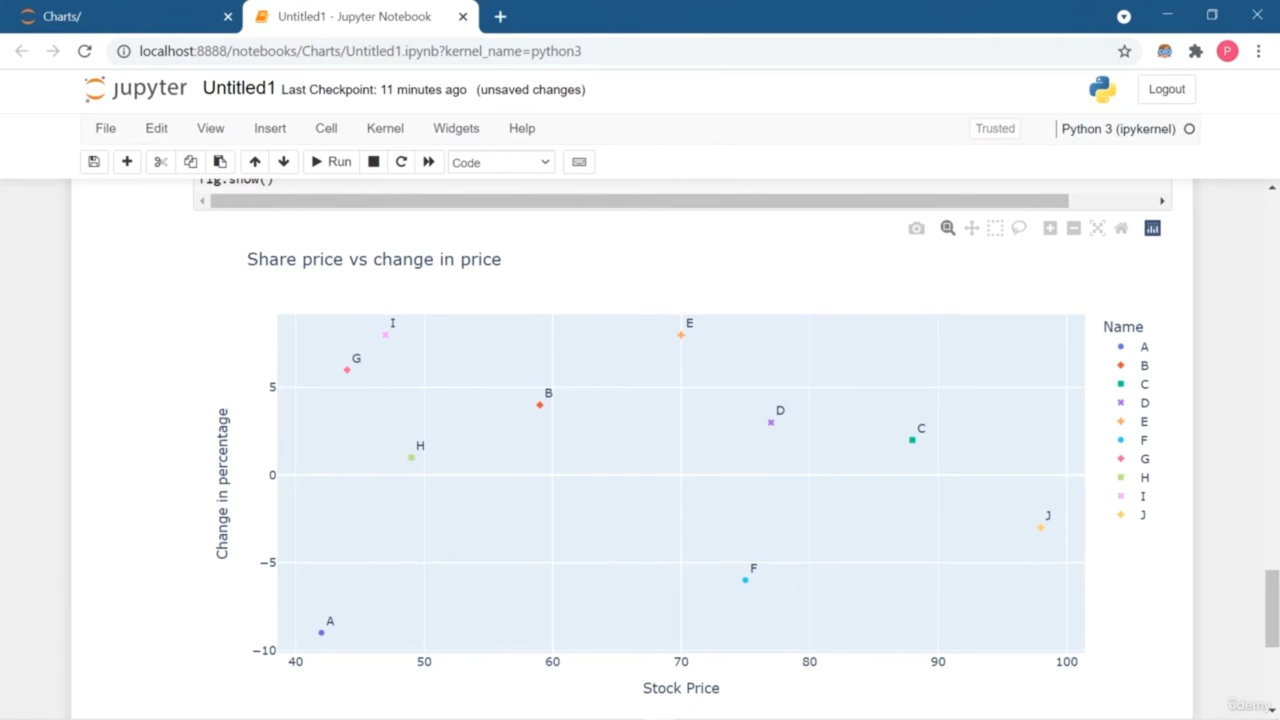 Charts/
Untitled1 - Jupyter Notebook
localhost:8888/notebooks/Charts/Untitled1.ipynb?kernel_name=python3
P
jupyter Untitled1 Last Checkpoint: 11 minutes ago (unsaved changes)
Logout
File Edit View Insert Cell Kernel Widgets Help
Trusted
Python 3 (ipykernel)
Run
Code
fig.show()
Share price vs change in price
Name
A
B
C
D
E
F
G
H
I
J
I
E
G
B
D
C
H
J
F
A
5
0
−5
−10
Change in percentage
40 50 60 70 80 90 100
Stock Price
ûdemy